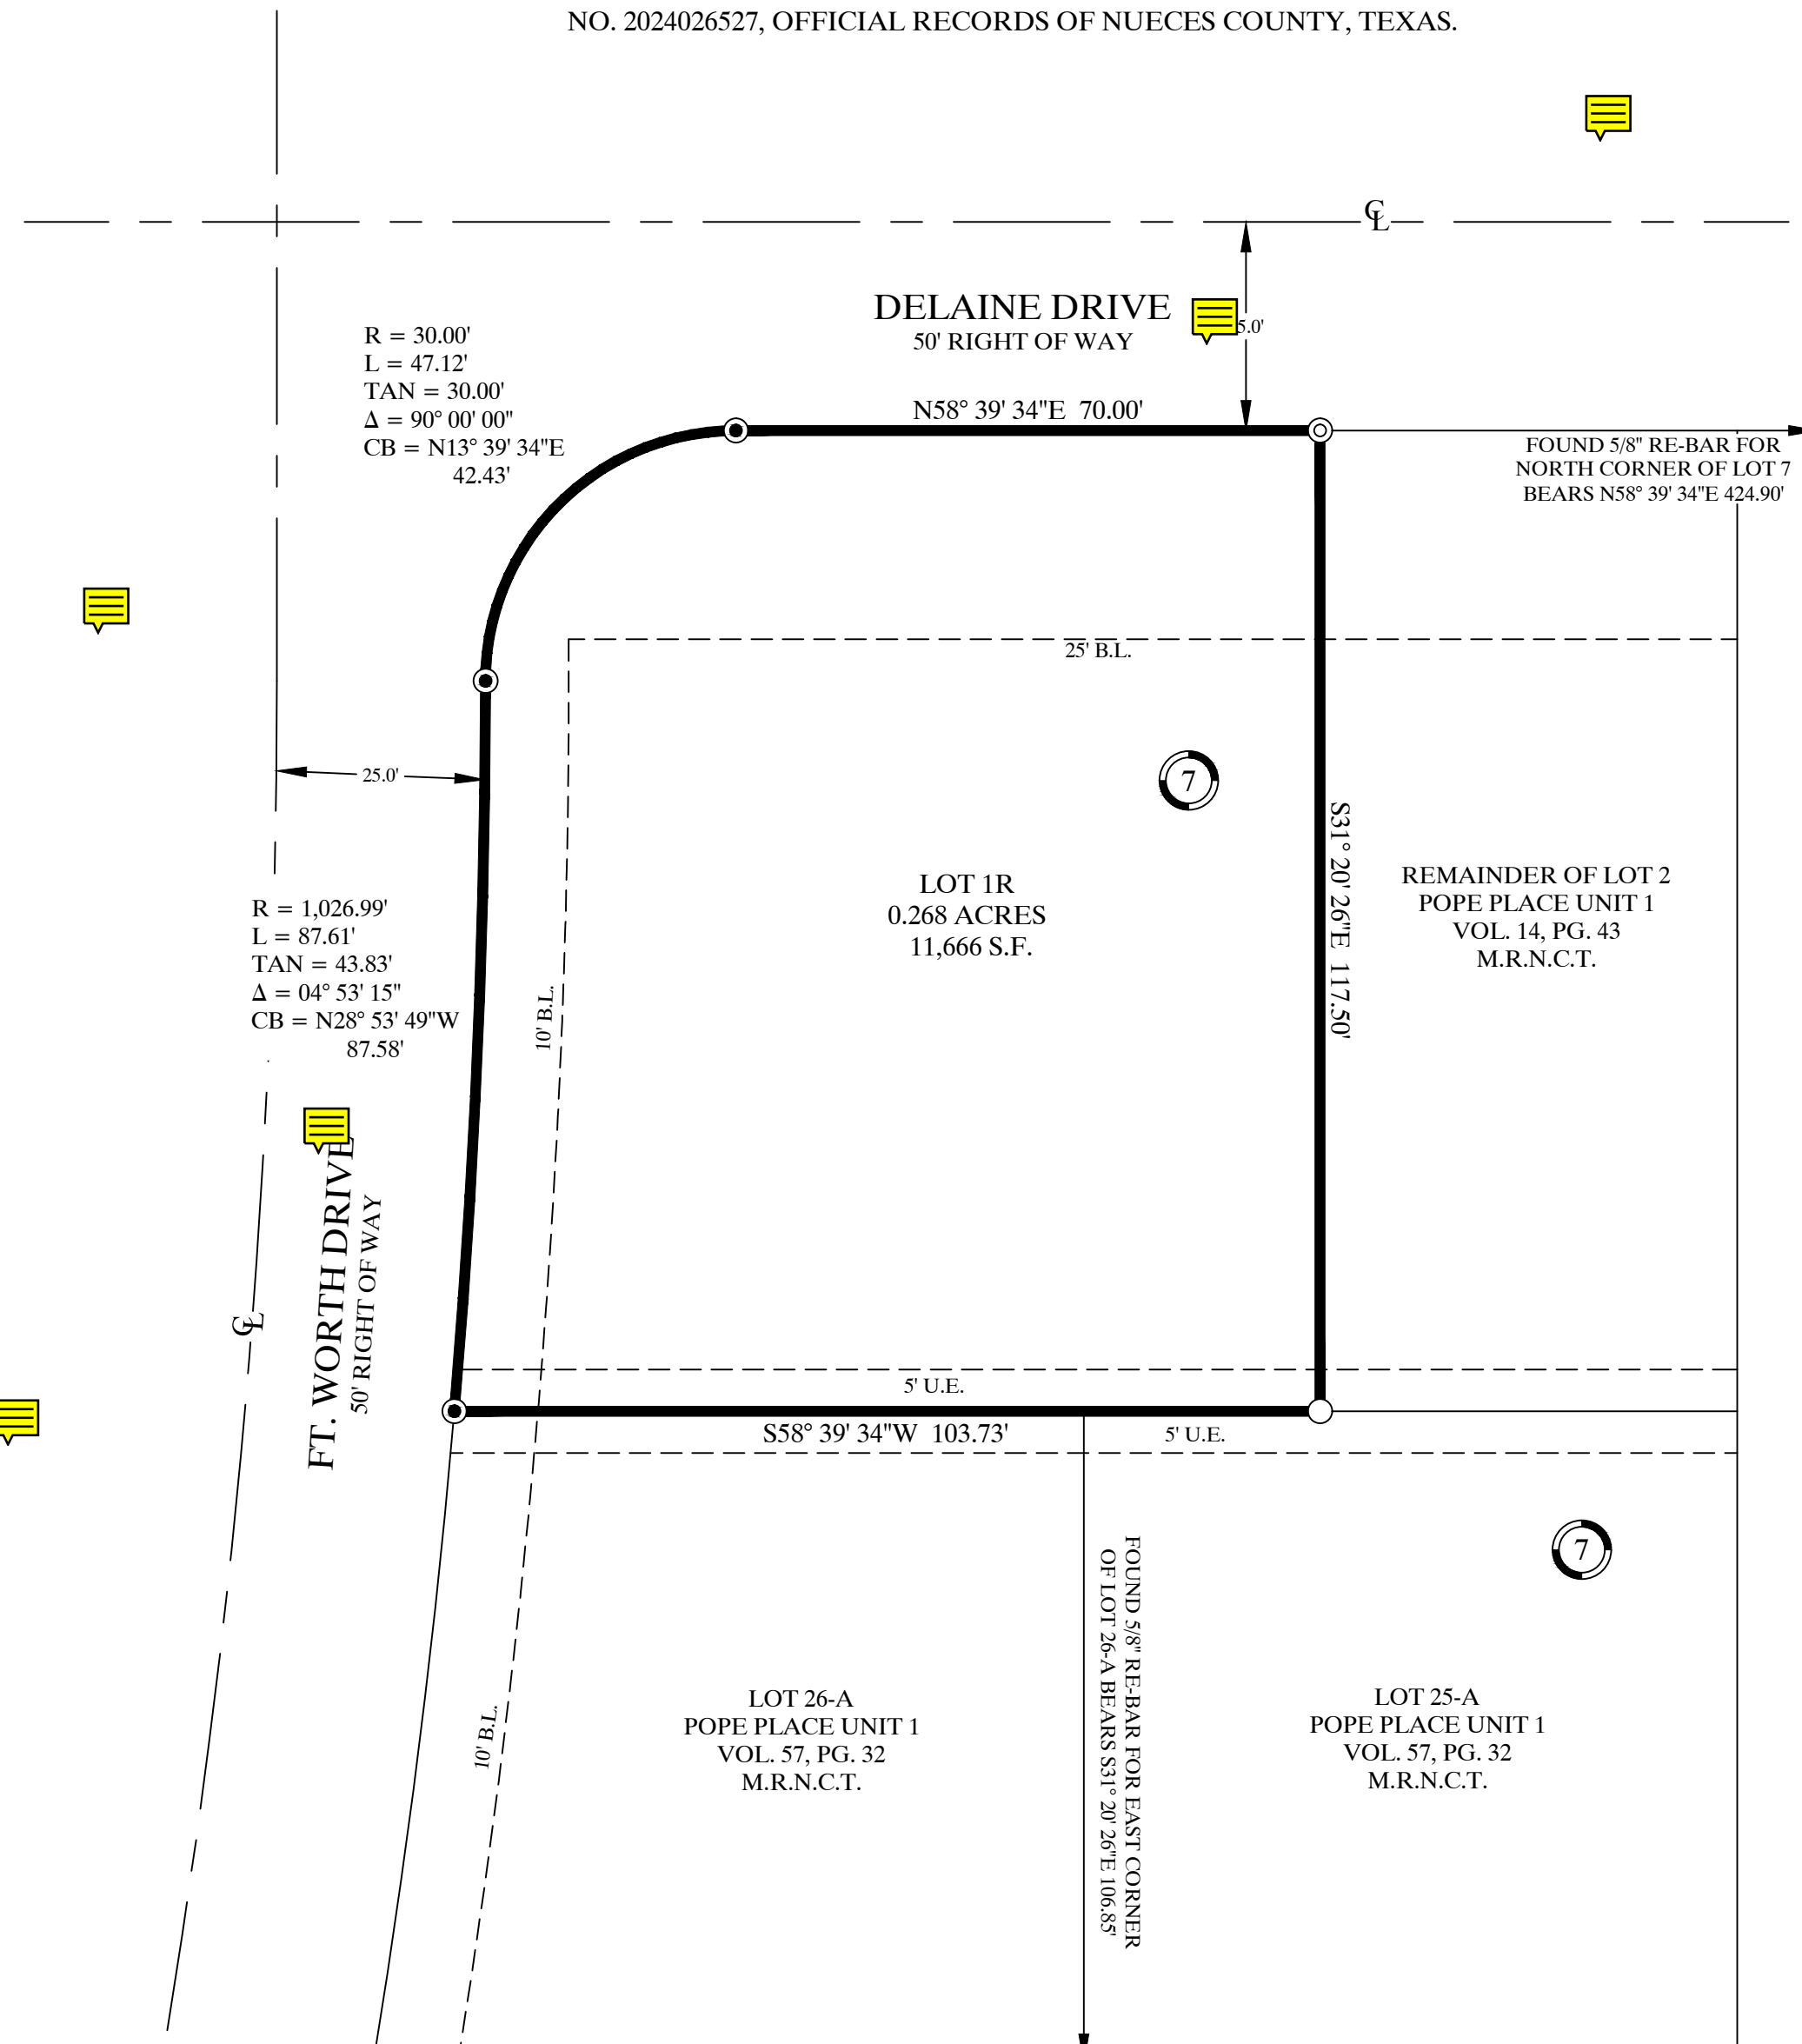 NO. 2024026527, OFFICIAL RECORDS OF NUECES COUNTY, TEXAS.
℄
DELAINE DRIVE
50' RIGHT OF WAY
5.0'
R = 30.00'
L = 47.12'
TAN = 30.00'
Δ = 90° 00' 00"
CB = N13° 39' 34"E
42.43'
N58° 39' 34"E 70.00'
FOUND 5/8" RE-BAR FOR
NORTH CORNER OF LOT 7
BEARS N58° 39' 34"E 424.90'
25' B.L.
25.0'
7
LOT 1R
0.268 ACRES
11,666 S.F.
S31° 20' 26"E 117.50'
REMAINDER OF LOT 2
POPE PLACE UNIT 1
VOL. 14, PG. 43
M.R.N.C.T.
R = 1,026.99'
L = 87.61'
TAN = 43.83'
Δ = 04° 53' 15"
CB = N28° 53' 49"W
87.58'
10' B.L.
FT. WORTH DRIVE
50' RIGHT OF WAY
℄
5' U.E.
S58° 39' 34"W 103.73'
5' U.E.
7
FOUND 5/8" RE-BAR FOR EAST CORNER
OF LOT 26-A BEARS S31° 20' 26"E 106.85'
10' B.L.
LOT 26-A
POPE PLACE UNIT 1
VOL. 57, PG. 32
M.R.N.C.T.
LOT 25-A
POPE PLACE UNIT 1
VOL. 57, PG. 32
M.R.N.C.T.